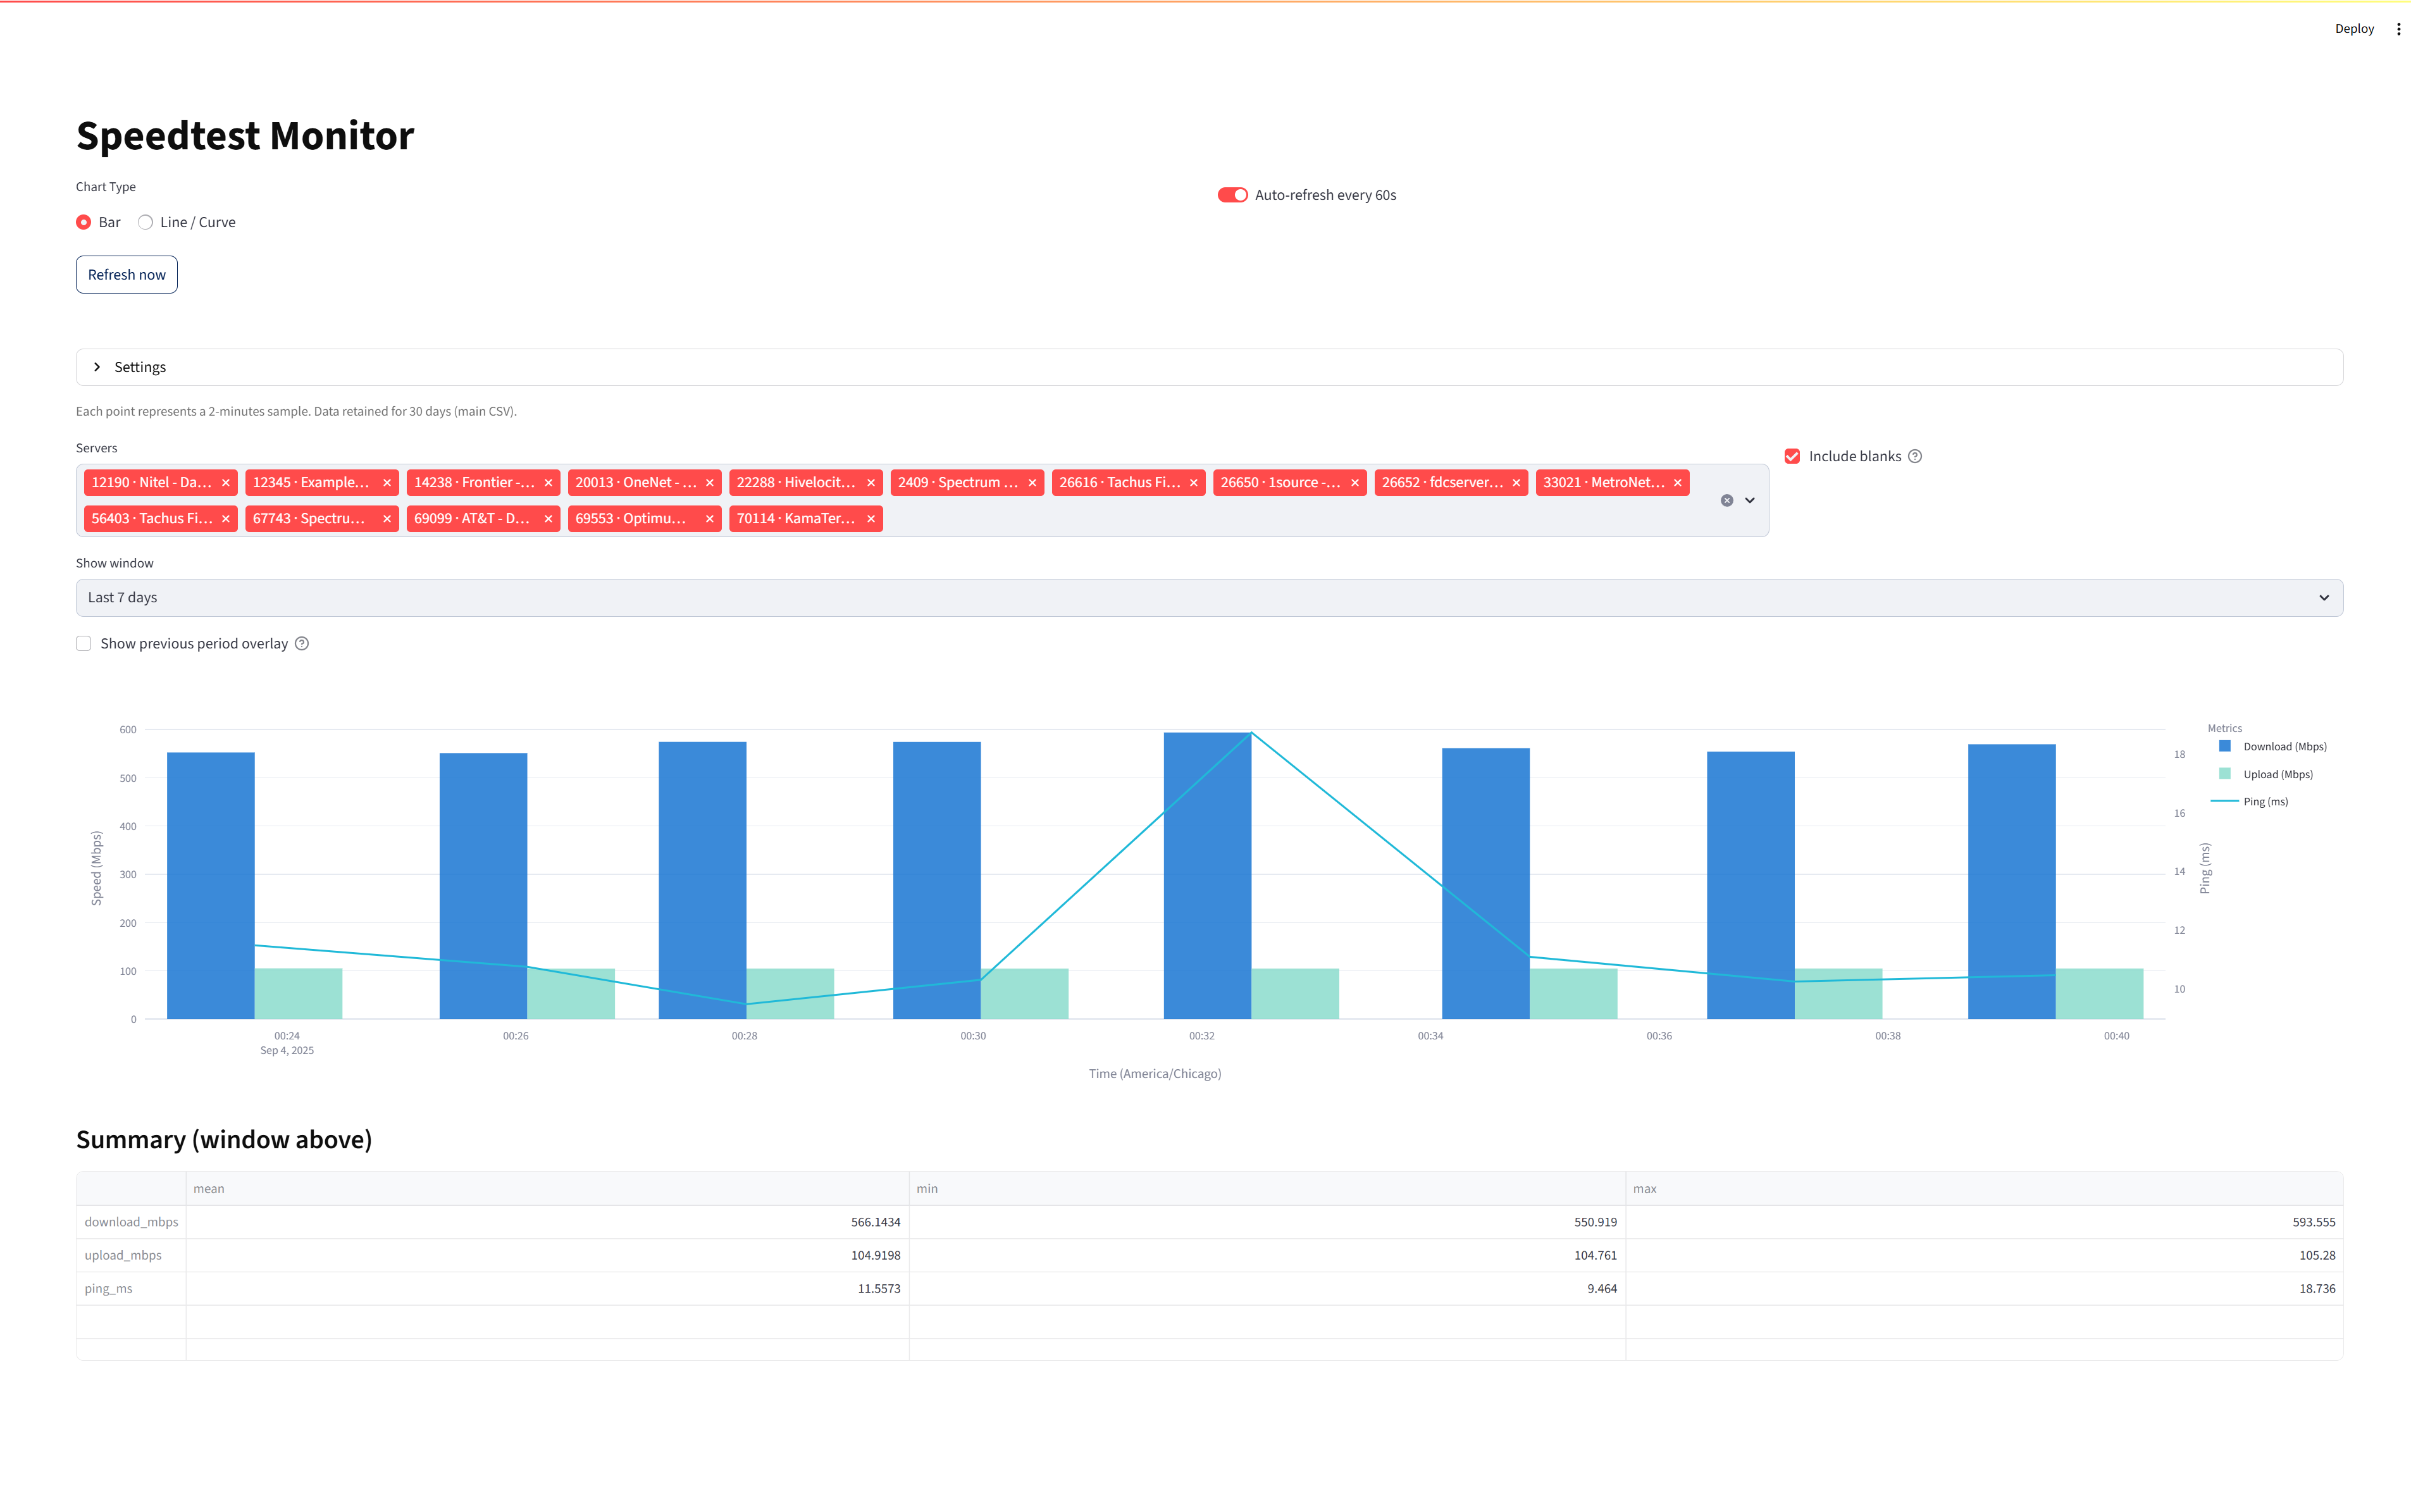 Deploy
Speedtest Monitor
Chart Type
Auto-refresh every 60s
Bar
Line / Curve
Refresh now
Settings
Each point represents a 2-minutes sample. Data retained for 30 days (main CSV).
Servers
Include blanks
12190 · Nitel - Da... 12345 · Example... 14238 · Frontier -... 20013 · OneNet - ... 22288 · Hivelocit... 2409 · Spectrum ... 26616 · Tachus Fi... 26650 · 1source -... 26652 · fdcserver... 33021 · MetroNet...
56403 · Tachus Fi... 67743 · Spectru... 69099 · AT&T - D... 69553 · Optimu... 70114 · KamaTer...
Show window
Last 7 days
Show previous period overlay
600
500
400
300
200
100
0
Speed (Mbps)
00:24 00:26 00:28 00:30 00:32 00:34 00:36 00:38 00:40
Sep 4, 2025
Time (America/Chicago)
18
16
14
12
10
Ping (ms)
Metrics
Download (Mbps)
Upload (Mbps)
Ping (ms)
Summary (window above)
mean min max
download_mbps 566.1434 550.919 593.555
upload_mbps 104.9198 104.761 105.28
ping_ms 11.5573 9.464 18.736